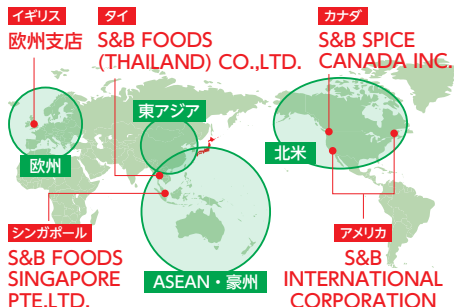 イギリス
欧州支店
タイ
S&B FOODS
(THAILAND) CO.,LTD.
カナダ
S&B SPICE
CANADA INC.
東アジア
欧州
北米
シンガポール
S&B FOODS
SINGAPORE
PTE.LTD.
ASEAN・豪州
アメリカ
S&B
INTERNATIONAL
CORPORATION